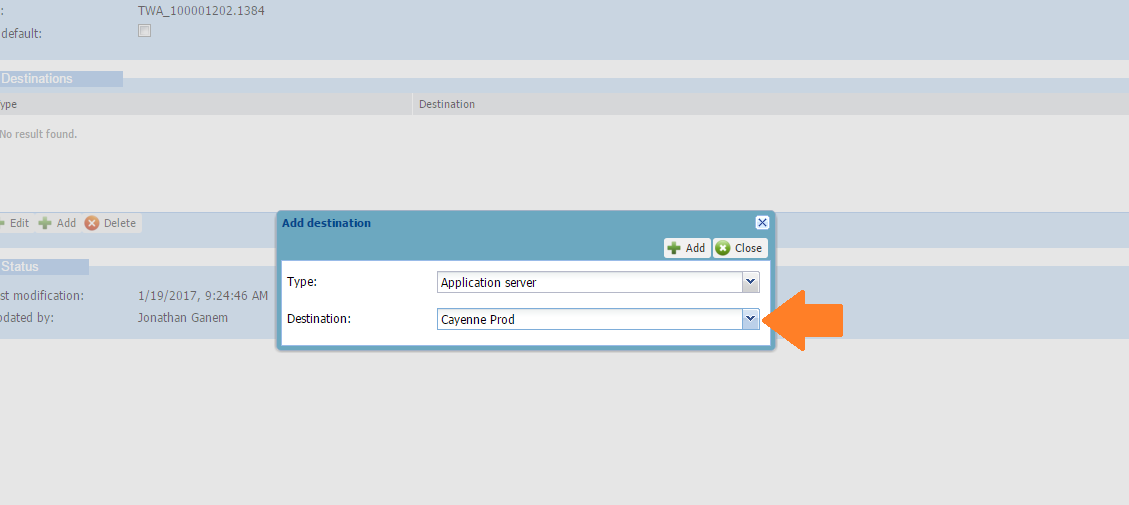 : TWA_100001202.1384
default:
Destinations
ype Destination
No result found.
Edit Add Delete
Add destination
Add Close
Type: Application server
Destination: Cayenne Prod
Status
st modification: 1/19/2017, 9:24:46 AM
pdated by: Jonathan Ganem